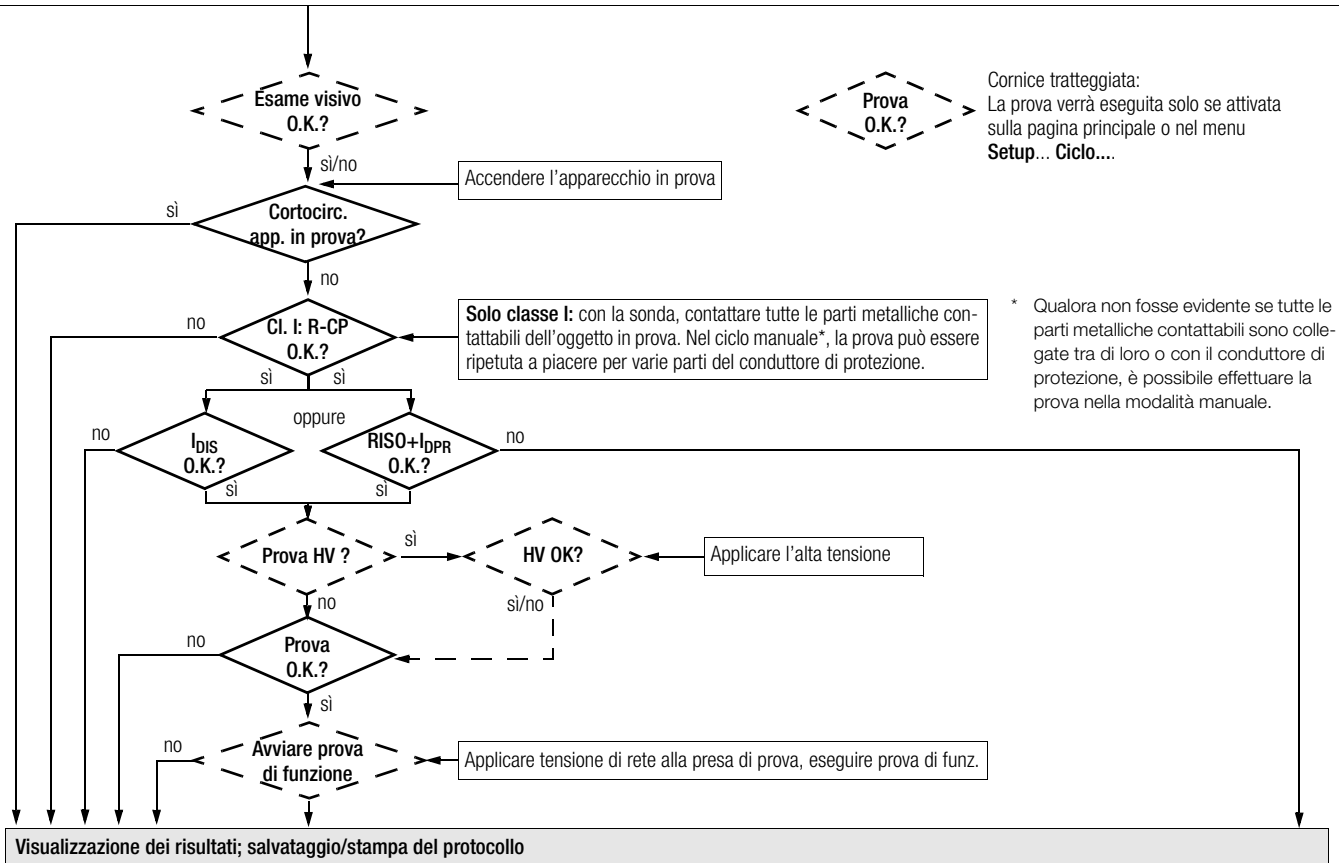 Esame visivo
O.K.?
Prova
O.K.?
Cornice tratteggiata:
La prova verrà eseguita solo se attivata
sulla pagina principale o nel menu
Setup... Ciclo....
sì/no
Accendere l'apparecchio in prova
sì
Cortocirc.
app. in prova?
no
no
Cl. I: R-CP
O.K.?
Solo classe I: con la sonda, contattare tutte le parti metalliche con-
tattabili dell'oggetto in prova. Nel ciclo manuale*, la prova può essere
ripetuta a piacere per varie parti del conduttore di protezione.
* Qualora non fosse evidente se tutte le
parti metalliche contattabili sono colle-
gate tra di loro o con il conduttore di
protezione, è possibile effettuare la
prova nella modalità manuale.
sì sì
oppure
no
IDIS
O.K.?
RISO+IDPR
O.K.?
no
sì sì
Prova HV ?
sì
HV OK?
Applicare l'alta tensione
no
sì/no
no
Prova
O.K.?
sì
no
Avviare prova
di funzione
Applicare tensione di rete alla presa di prova, eseguire prova di funz.
Visualizzazione dei risultati; salvataggio/stampa del protocollo